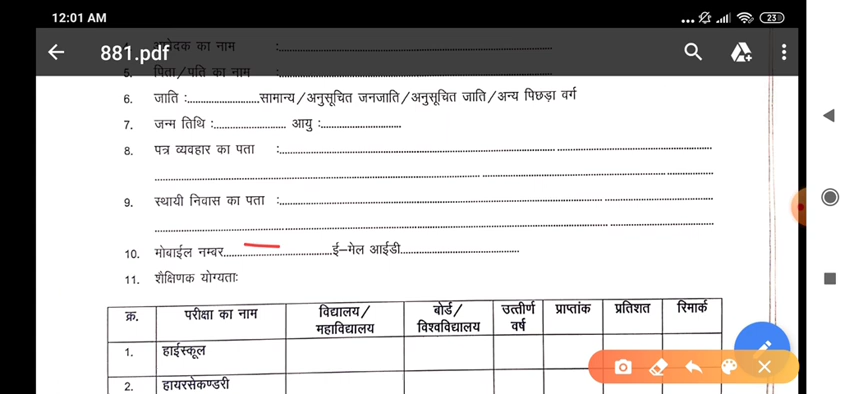 12:01 AM
23
881.pdf
आवेदक का नाम :
5. पिता/पति का नाम :
6. जाति :........................सामान्य/अनुसूचित जनजाति/अनुसूचित जाति/अन्य पिछड़ा वर्ग
7. जन्म तिथि :........................ आयु :...........................
8. पत्र व्यवहार का पता :........................
9. स्थायी निवास का पता :........................
10. मोबाईल नम्बर....................................ई–मेल आईडी........................................
11. शैक्षिणक योग्यताः
क्र. परीक्षा का नाम विद्यालय/ महाविद्यालय बोर्ड/ विश्वविद्यालय उत्तीर्ण वर्ष प्राप्तांक प्रतिशत रिमार्क
1. हाईस्कूल
2. हायरसेकण्डरी